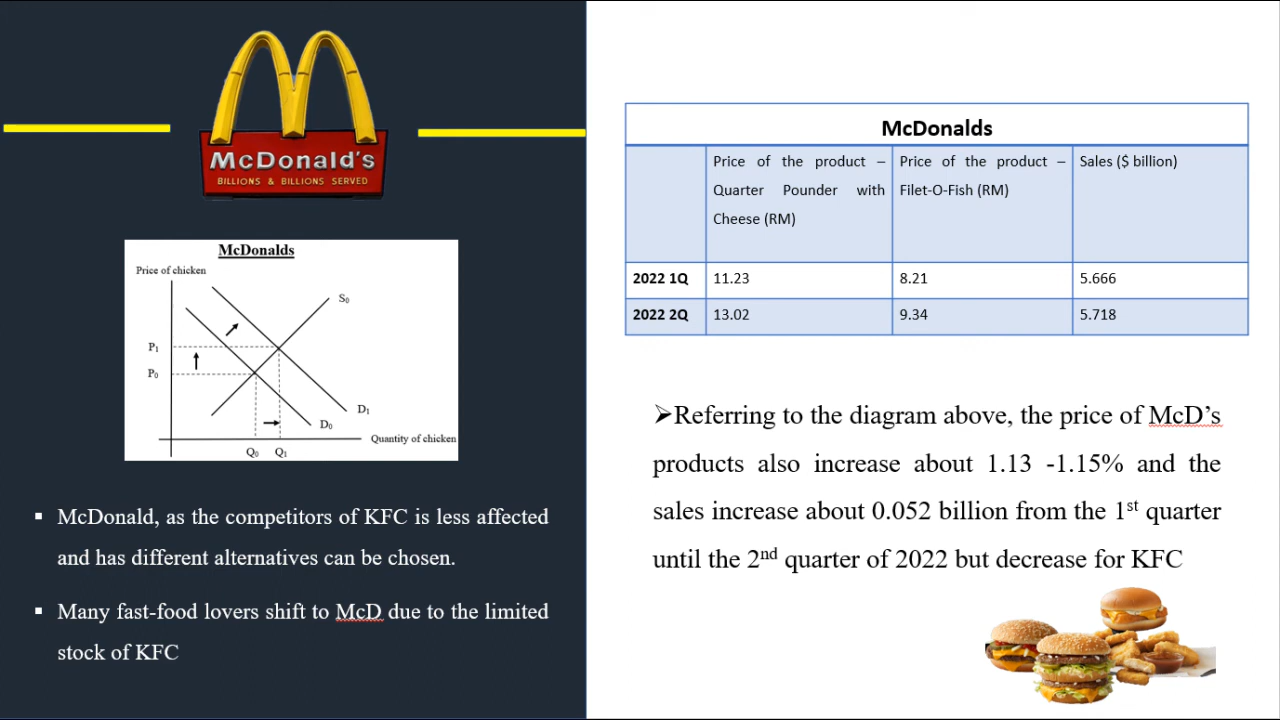 McDonald's
BILLIONS & BILLIONS SERVED
McDonalds
Price of chicken
S₀
P₁
P₀
D₁
D₀
Quantity of chicken
Q₀ Q₁
▪ McDonald, as the competitors of KFC is less affected
and has different alternatives can be chosen.
▪ Many fast-food lovers shift to McD due to the limited
stock of KFC
McDonalds
Price of the product – Quarter Pounder with Cheese (RM)
Price of the product – Filet-O-Fish (RM)
Sales ($ billion)
2022 1Q 11.23 8.21 5.666
2022 2Q 13.02 9.34 5.718
➢Referring to the diagram above, the price of McD’s
products also increase about 1.13 -1.15% and the
sales increase about 0.052 billion from the 1st quarter
until the 2nd quarter of 2022 but decrease for KFC